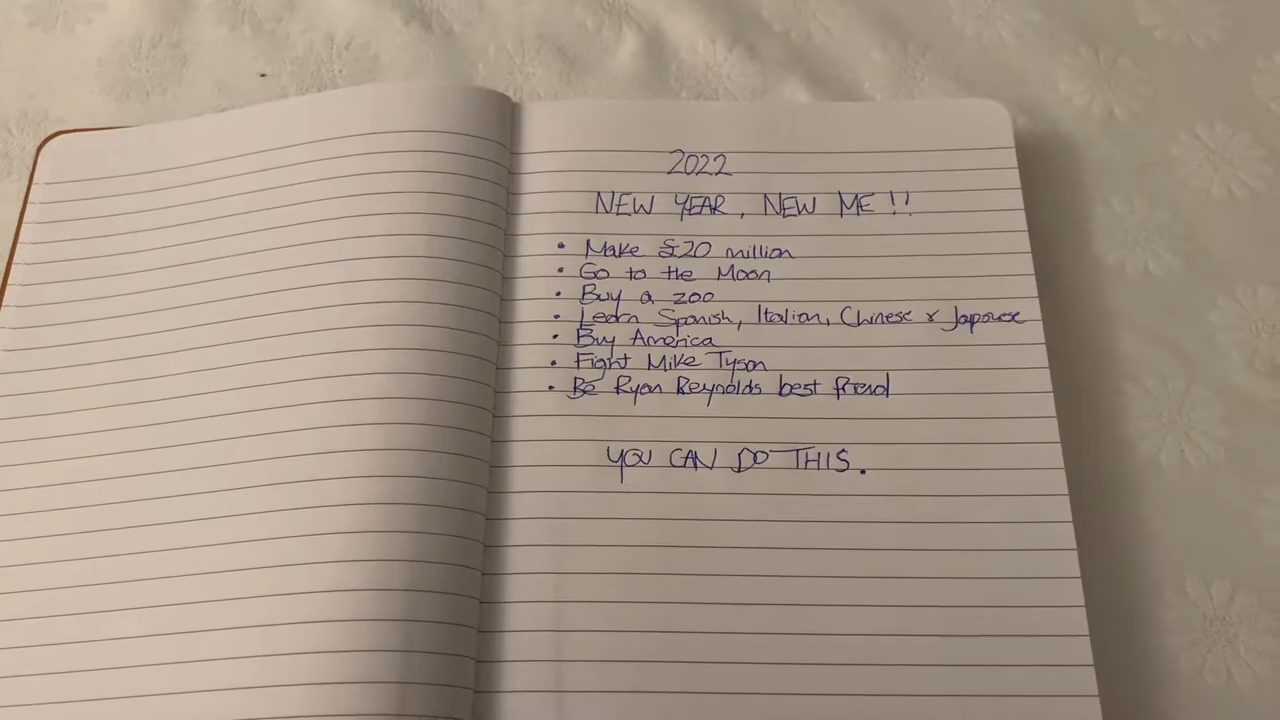 2022
NEW YEAR, NEW ME!!
• Make £20 million
• Go to the Moon
• Buy a zoo
• Learn Spanish, Italian, Chinese & Japanese
• Buy America
• Fight Mike Tyson
• Be Ryan Reynolds best friend
YOU CAN DO THIS.